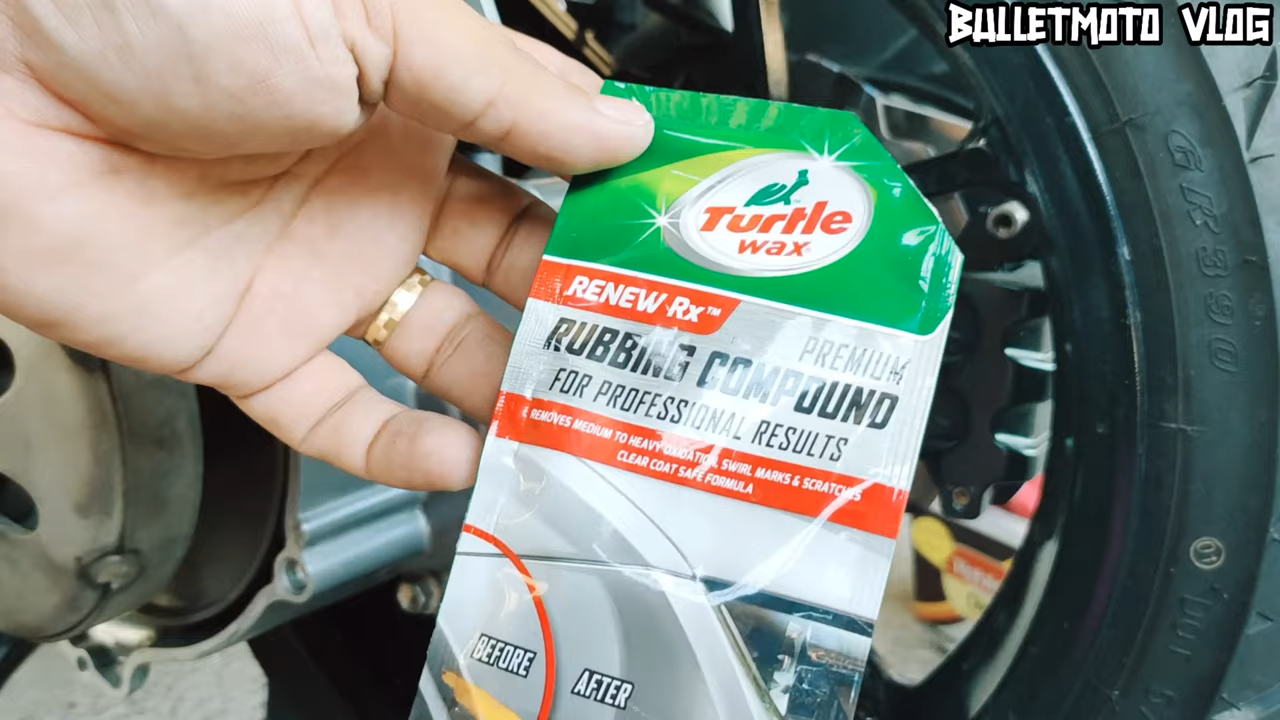 BULLETMOTO VLOG
Turtle
wax
RENEW Rx™
PREMIUM
RUBBING COMPOUND
FOR PROFESSIONAL RESULTS
REMOVES MEDIUM TO HEAVY OXIDATION, SWIRL MARKS & SCRATCHES
CLEAR COAT SAFE FORMULA
BEFORE
AFTER